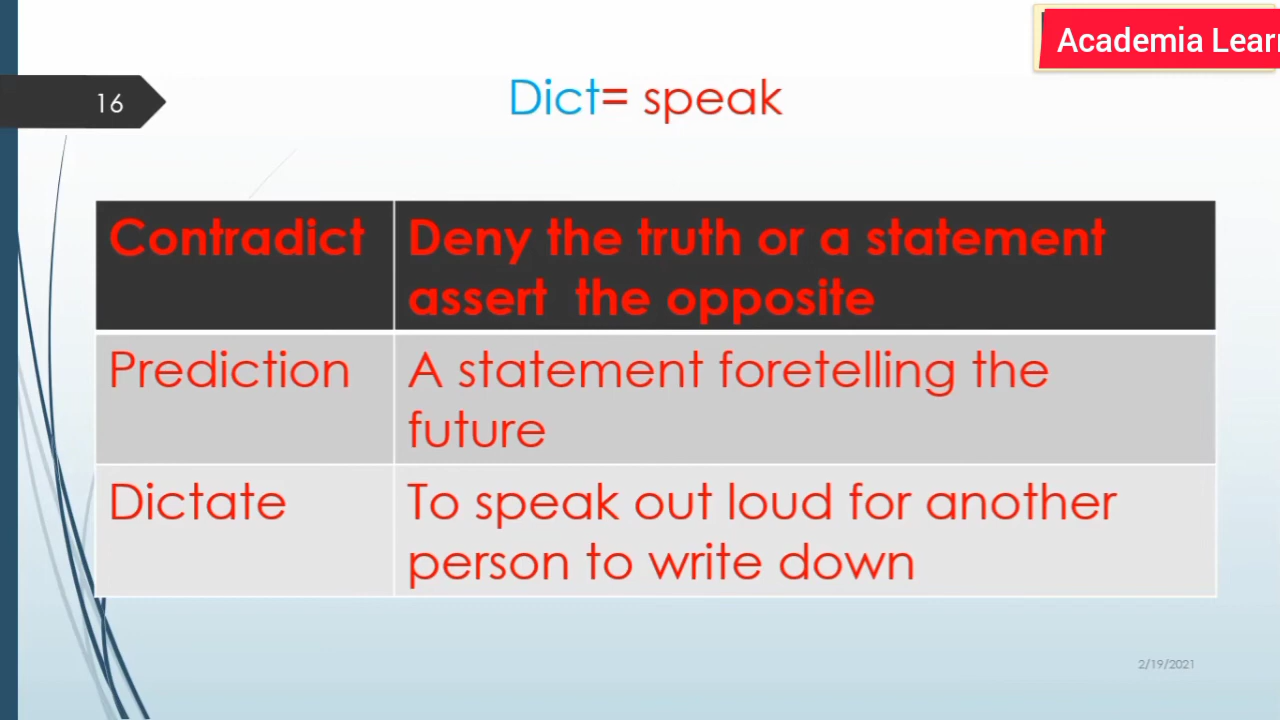 Academia Lear
16
Dict= speak
Contradict
Deny the truth or a statement
assert the opposite
Prediction
A statement foretelling the
future
Dictate
To speak out loud for another
person to write down
2/19/2021